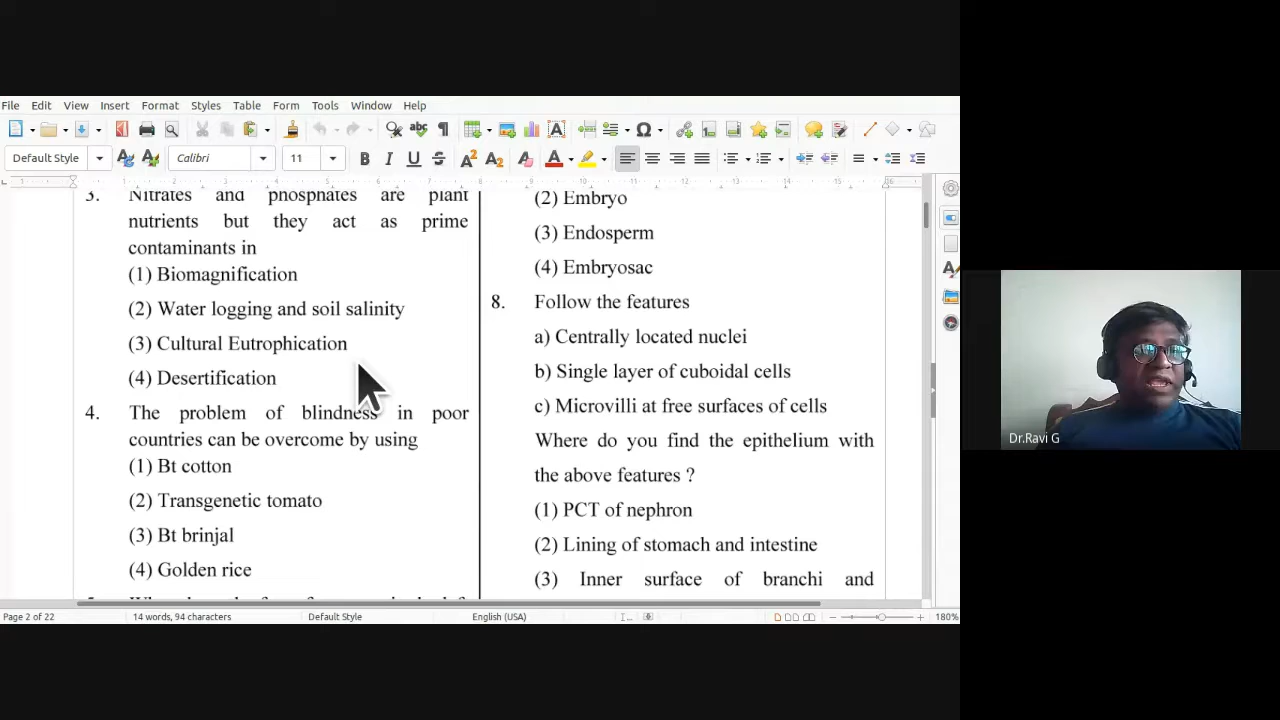 File Edit View Insert Format Styles Table Form Tools Window Help
Default Style Calibri 11
3. Nitrates and phosphates are plant
nutrients but they act as prime
contaminants in
(1) Biomagnification
(2) Water logging and soil salinity
(3) Cultural Eutrophication
(4) Desertification
4. The problem of blindness in poor
countries can be overcome by using
(1) Bt cotton
(2) Transgenetic tomato
(3) Bt brinjal
(4) Golden rice
(2) Embryo
(3) Endosperm
(4) Embryosac
8. Follow the features
a) Centrally located nuclei
b) Single layer of cuboidal cells
c) Microvilli at free surfaces of cells
Where do you find the epithelium with
the above features ?
(1) PCT of nephron
(2) Lining of stomach and intestine
(3) Inner surface of branchi and
Page 2 of 22 14 words, 94 characters Default Style English (USA) 180%
Dr.Ravi G